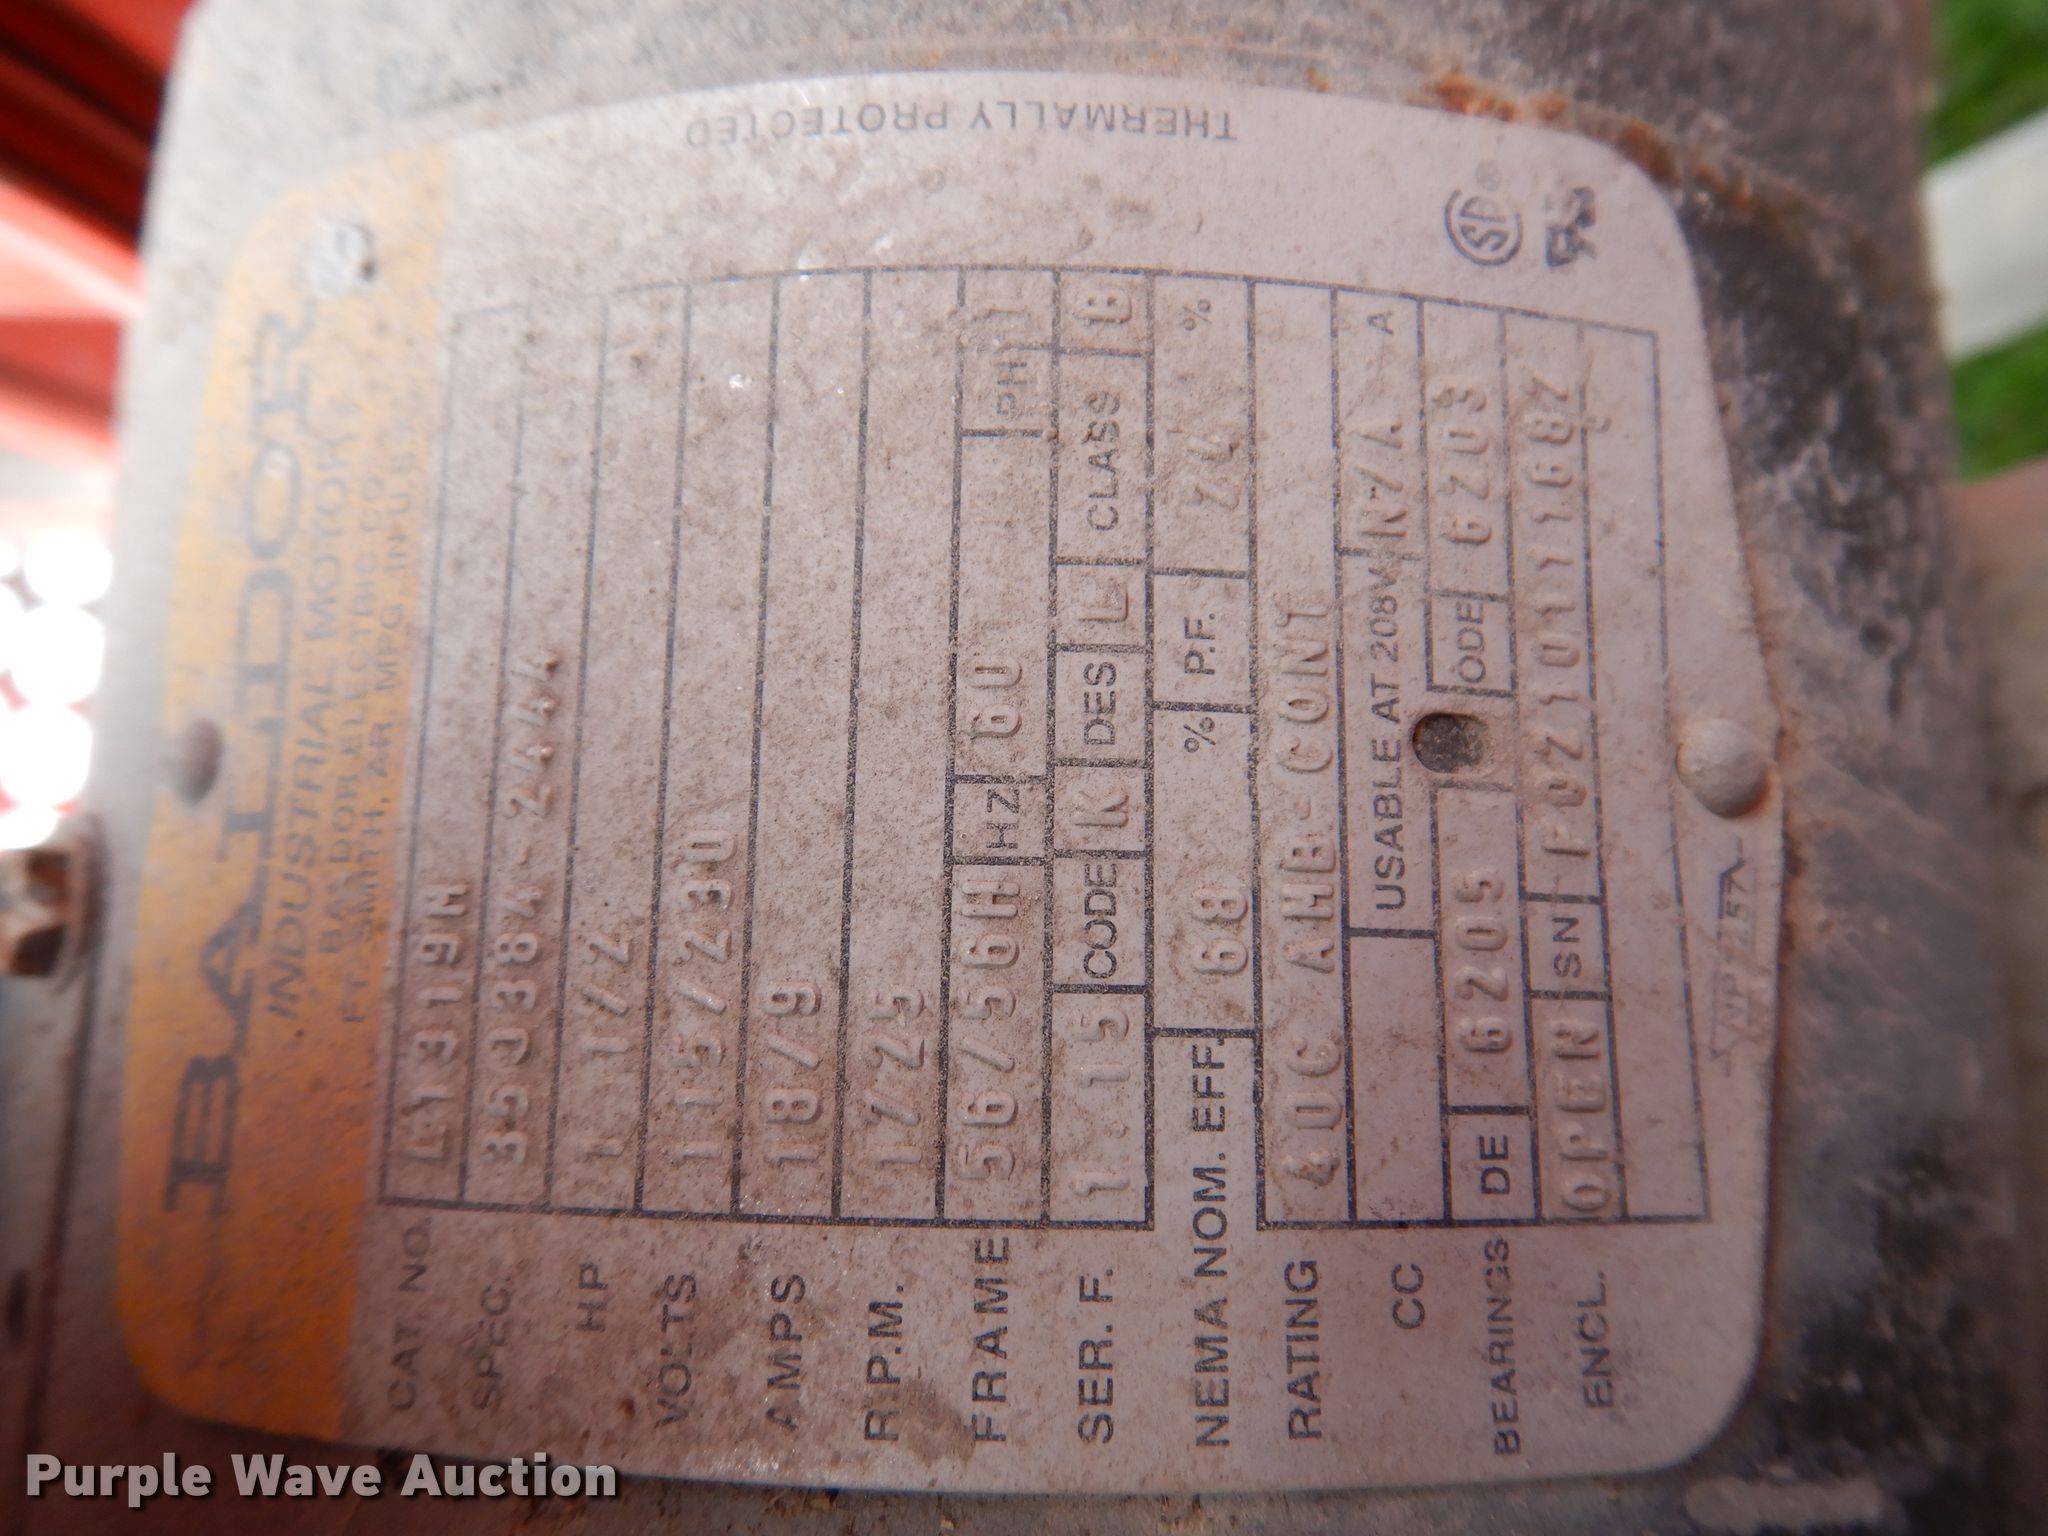 BALDOR
INDUSTRIAL MOTOR
BALDOR ELECTRIC CO.
FT. SMITH, AR. MFG. IN U.S.A.
CAT. NO. L1319M
SPEC. 35U384-2444
HP 1 1/2
VOLTS 115/230
AMPS 18/9
R.P.M. 1725
FRAME 56/56H HZ 60 PH 1
SER. F. 1.15 CODE K DES L CLASS B
NEMA NOM. EFF. 68 % P.F. 74 %
RATING 40C AMB-CONT
CC USABLE AT 208V N/A A
BEARINGS DE 6205 ODE 6203
ENCL. OPEN SN F0210111682
NP1257
THERMALLY PROTECTED
Purple Wave Auction